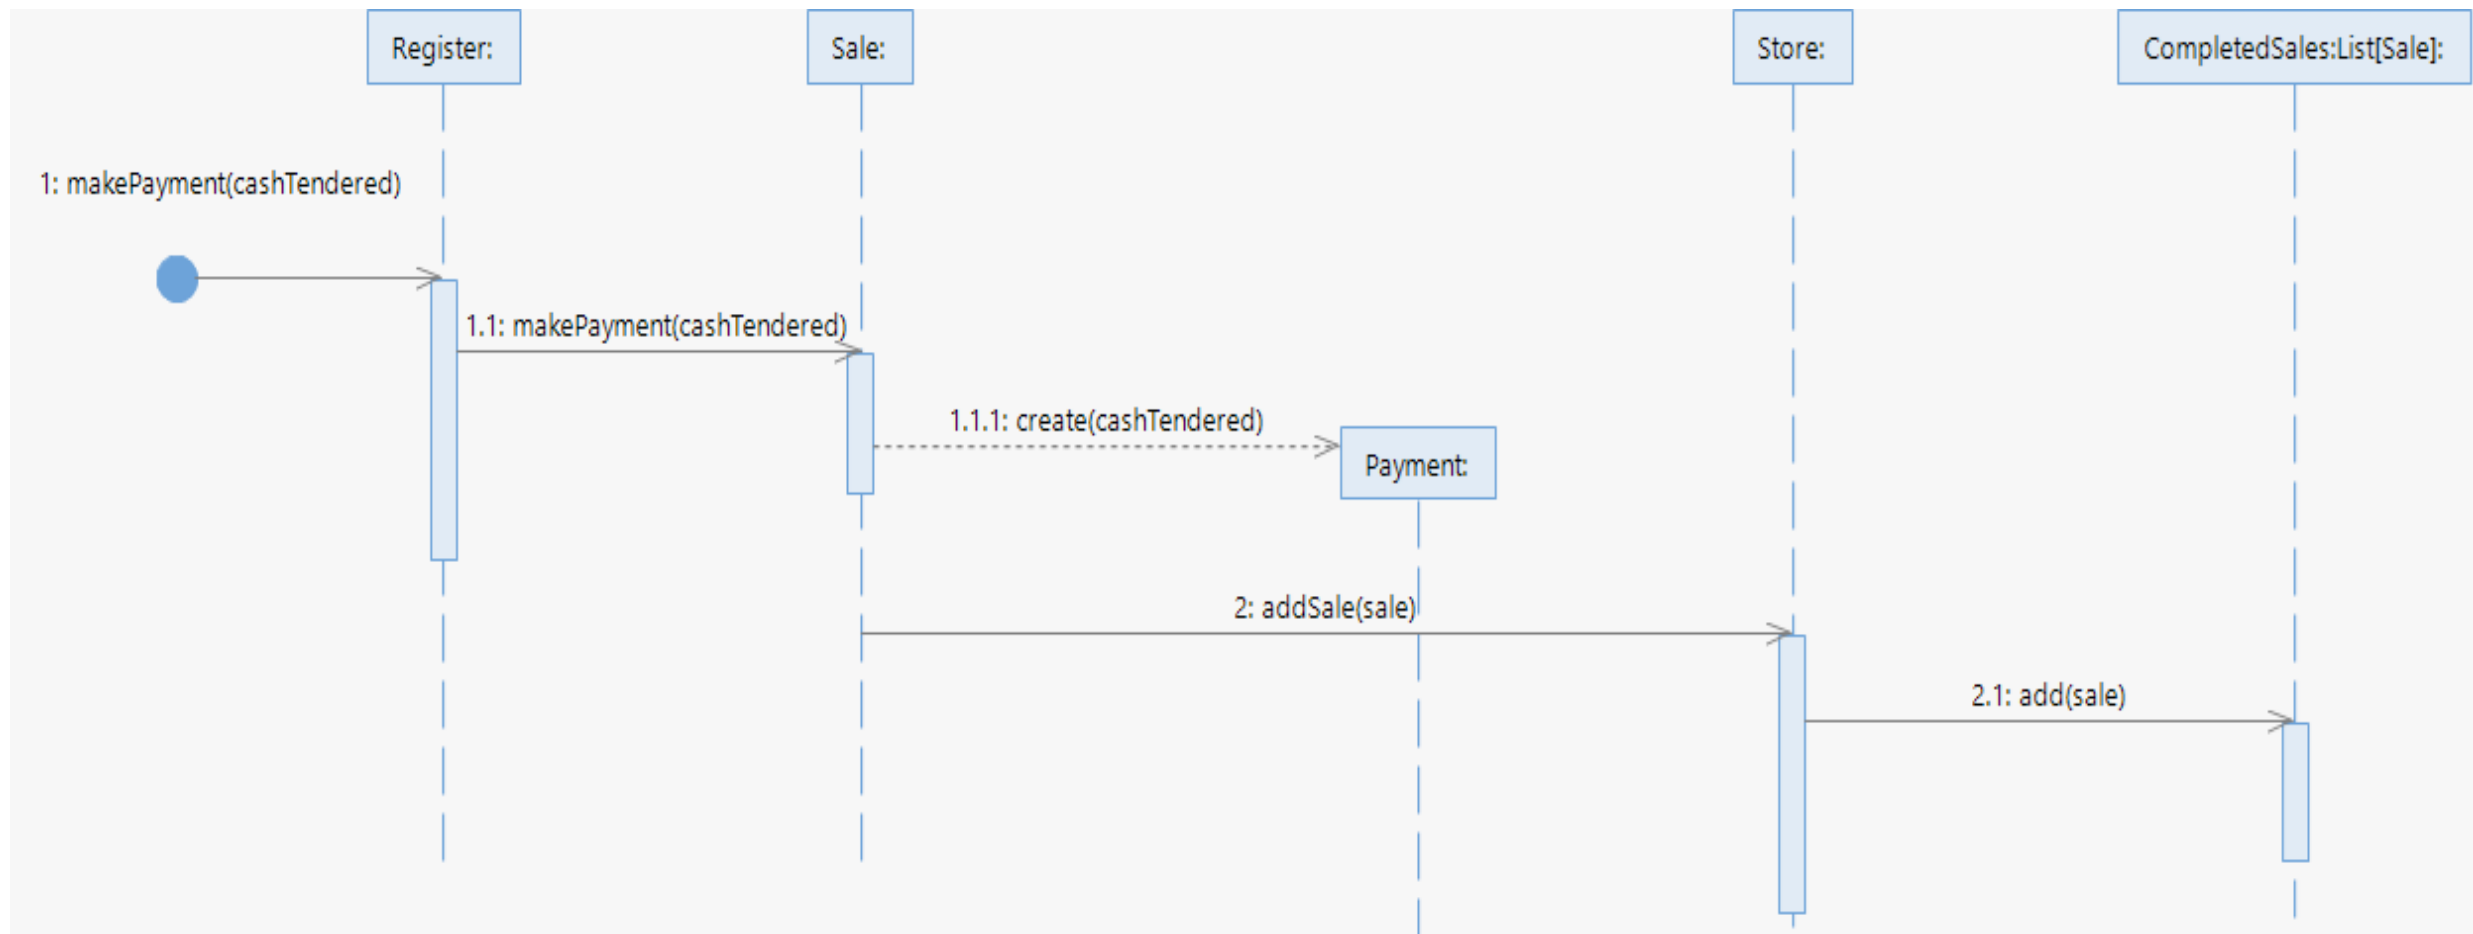 Register:
Sale:
Store:
CompletedSales:List[Sale]:
1: makePayment(cashTendered)
1.1: makePayment(cashTendered)
1.1.1: create(cashTendered)
Payment:
2: addSale(sale)
2.1: add(sale)